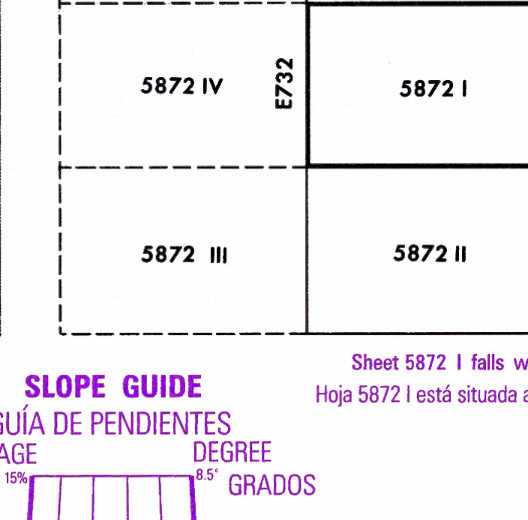 5872 IV
E732
5872 I
5872 III
5872 II
Sheet 5872 I falls w
Hoja 5872 I está situada a
SLOPE GUIDE
GUÍA DE PENDIENTES
AGE
DEGREE
15%
8.5°
GRADOS